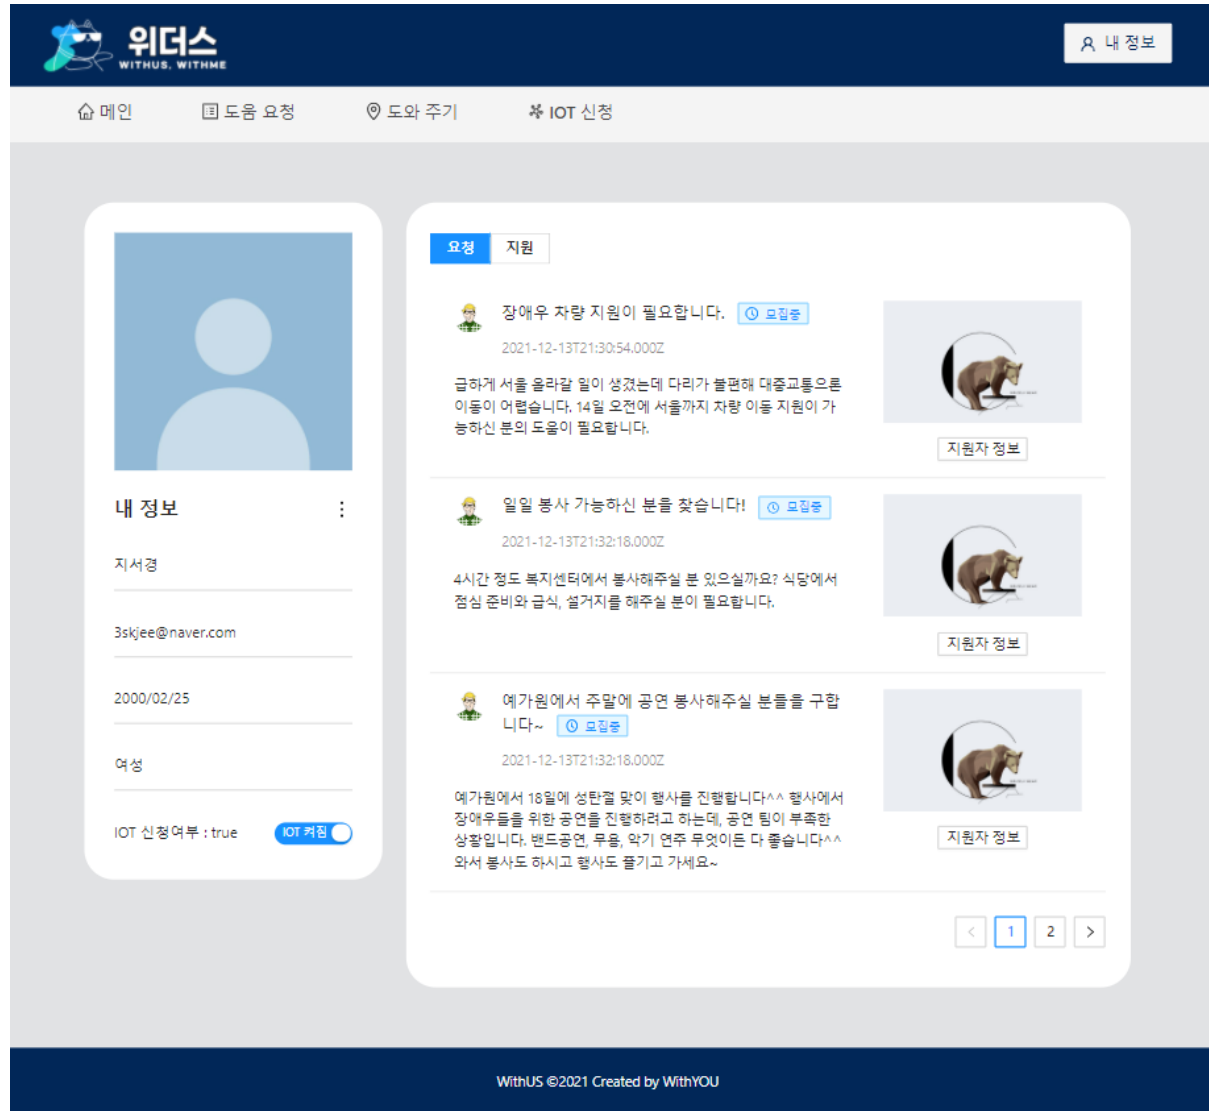 위더스
WITHUS, WITHME
내 정보
메인
도움 요청
도와 주기
IOT 신청
내 정보
지서경
3skjee@naver.com
2000/02/25
여성
IOT 신청여부 : true
IOT 켜짐
요청
지원
장애우 차량 지원이 필요합니다.
모집중
2021-12-13T21:30:54.000Z
급하게 서울 올라갈 일이 생겼는데 다리가 불편해 대중교통으론
이동이 어렵습니다. 14일 오전에 서울까지 차량 이동 지원이 가
능하신 분의 도움이 필요합니다.
지원자 정보
일일 봉사 가능하신 분을 찾습니다!
모집중
2021-12-13T21:32:18.000Z
4시간 정도 복지센터에서 봉사해주실 분 있으실까요? 식당에서
점심 준비와 급식, 설거지를 해주실 분이 필요합니다.
지원자 정보
예가원에서 주말에 공연 봉사해주실 분들을 구합
니다~
모집중
2021-12-13T21:32:18.000Z
예가원에서 18일에 성탄절 맞이 행사를 진행합니다^^ 행사에서
장애우들을 위한 공연을 진행하려고 하는데, 공연 팀이 부족한
상황입니다. 밴드공연, 무용, 악기 연주 무엇이든 다 좋습니다^^
와서 봉사도 하시고 행사도 즐기고 가세요~
지원자 정보
1
2
WithUS ©2021 Created by WithYOU